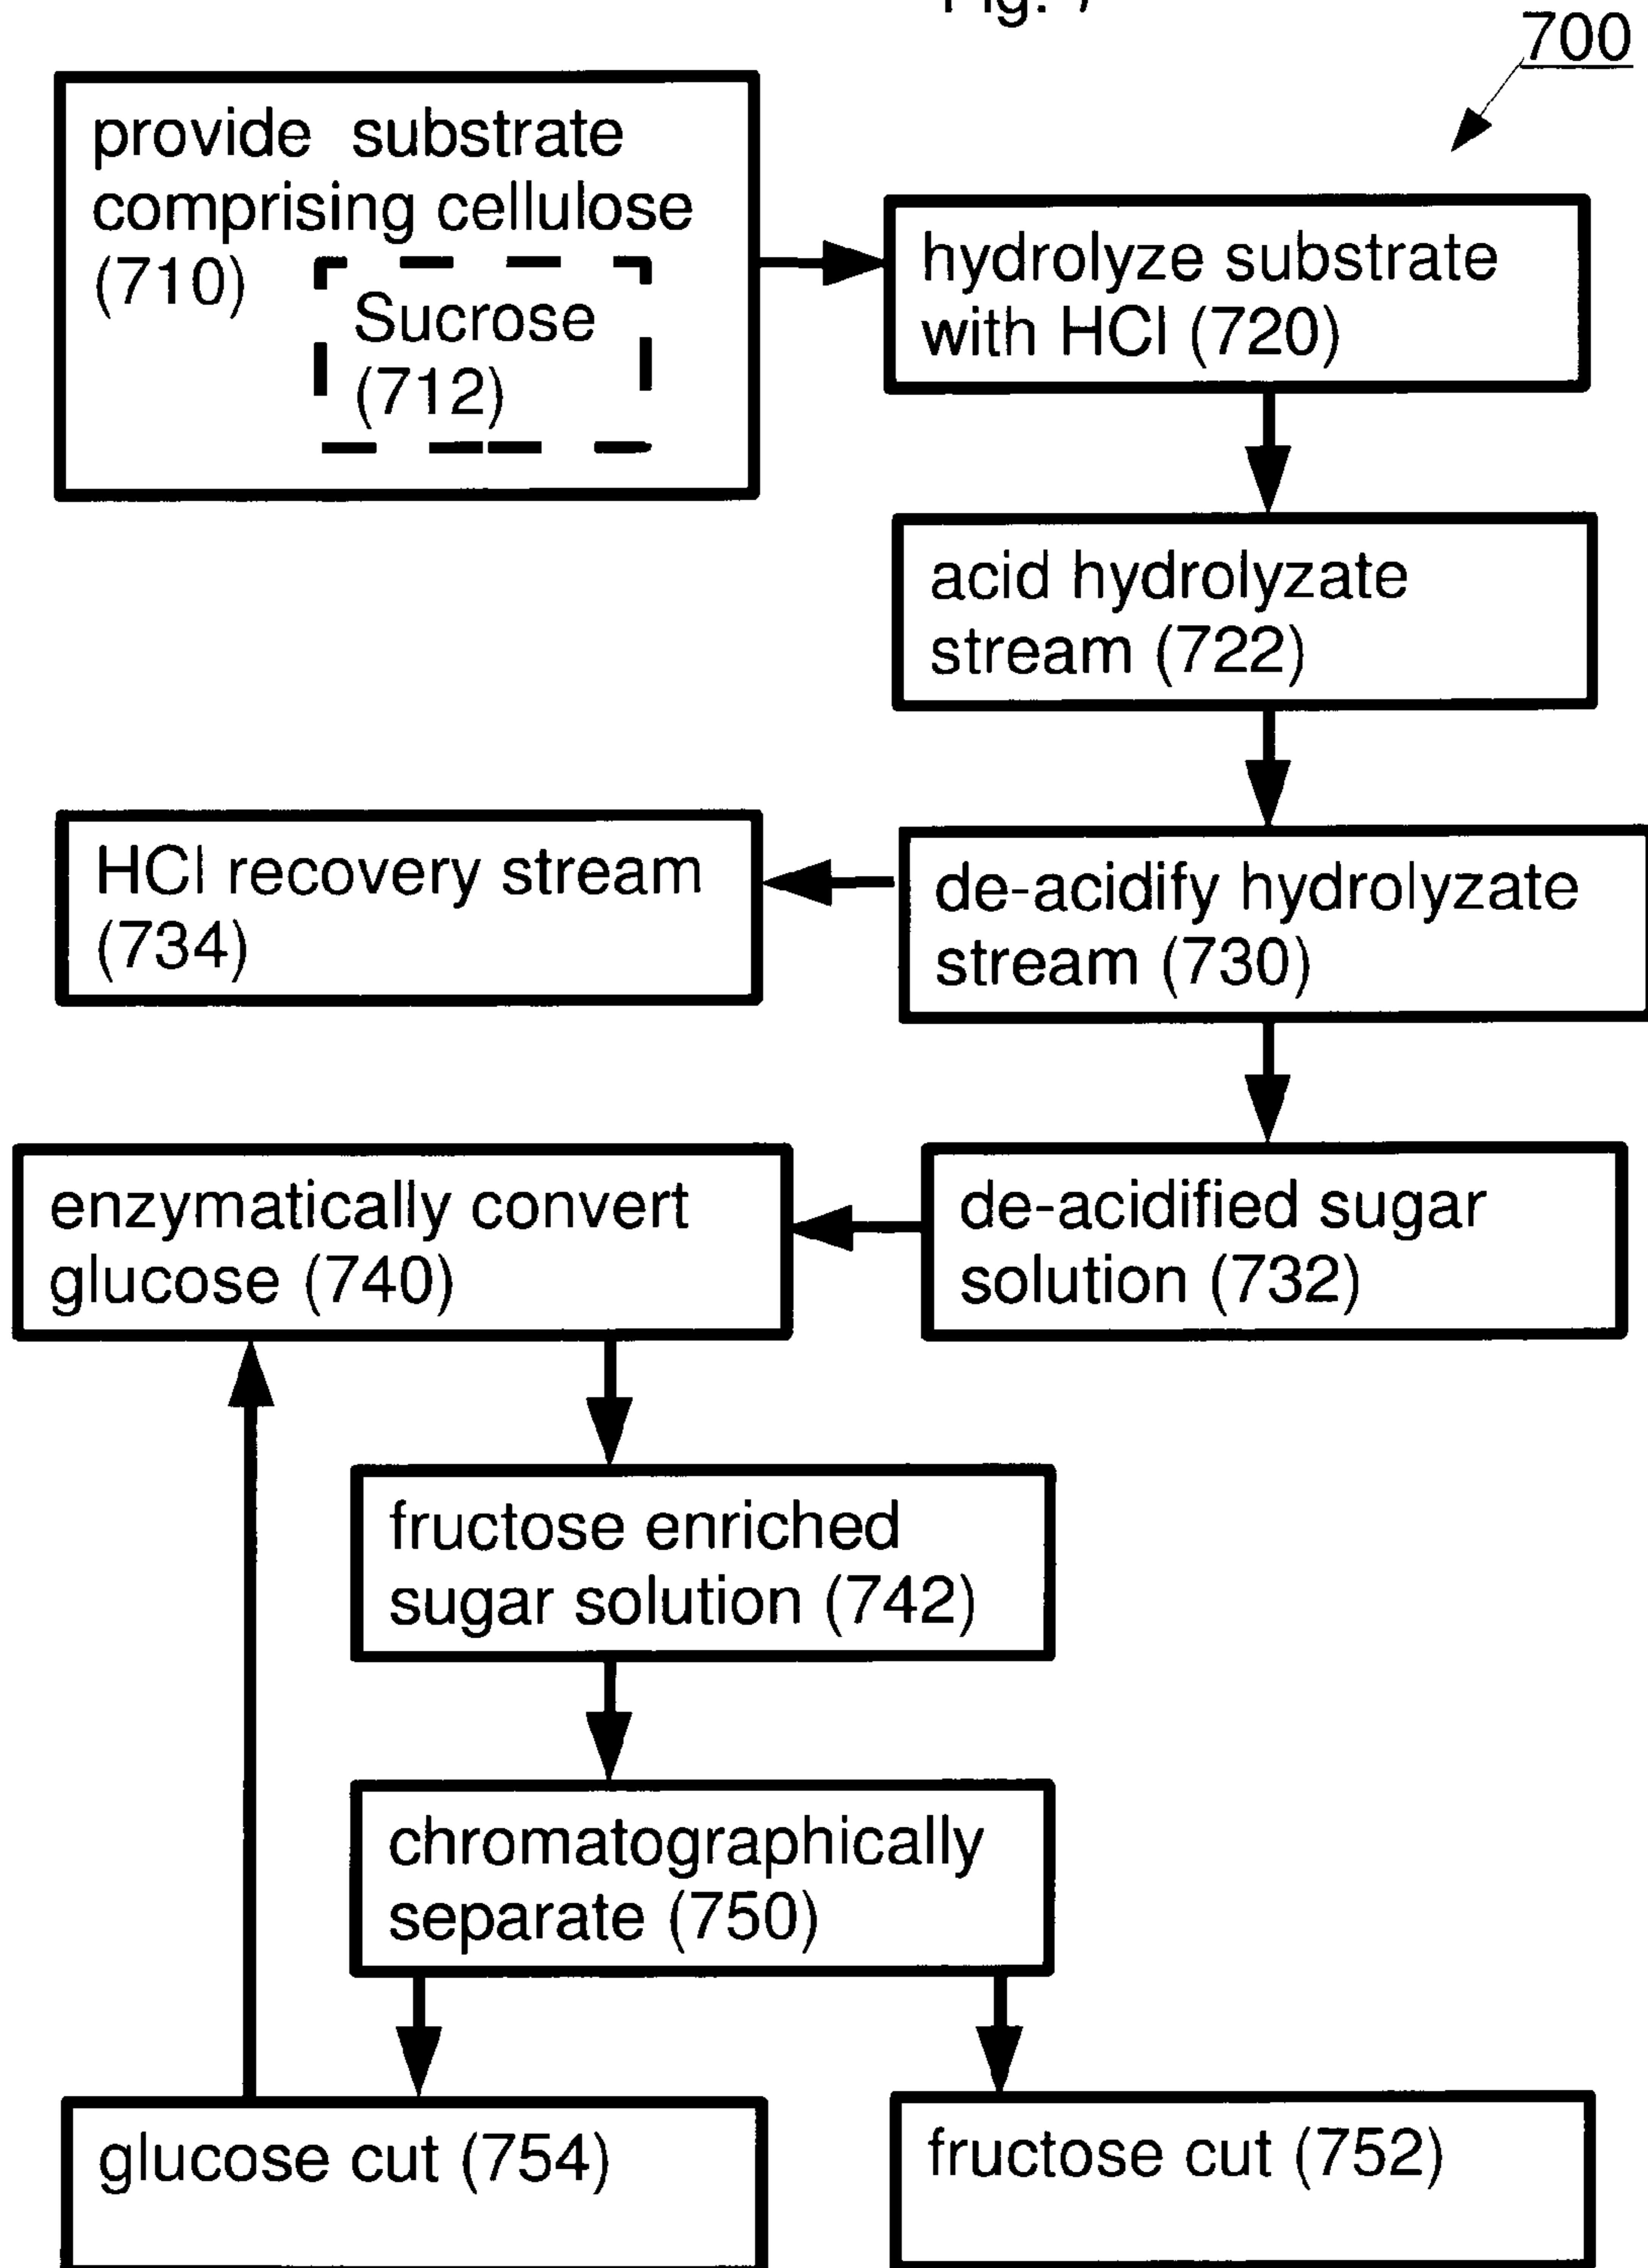 Fig. 7
700
provide substrate
comprising cellulose
(710)
Sucrose
(712)
hydrolyze substrate
with HCl (720)
acid hydrolyzate
stream (722)
HCl recovery stream
(734)
de-acidify hydrolyzate
stream (730)
enzymatically convert
glucose (740)
de-acidified sugar
solution (732)
fructose enriched
sugar solution (742)
chromatographically
separate (750)
glucose cut (754)
fructose cut (752)